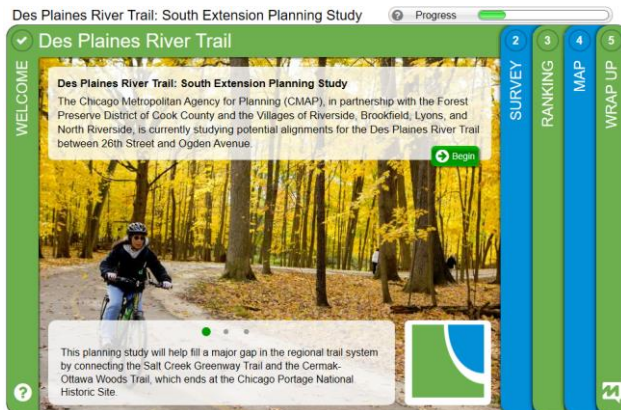 Des Plaines River Trail: South Extension Planning Study
Progress
Des Plaines River Trail
WELCOME
2
SURVEY
3
RANKING
4
MAP
5
WRAP UP
Des Plaines River Trail: South Extension Planning Study
The Chicago Metropolitan Agency for Planning (CMAP), in partnership with the Forest
Preserve District of Cook County and the Villages of Riverside, Brookfield, Lyons, and
North Riverside, is currently studying potential alignments for the Des Plaines River Trail
between 26th Street and Ogden Avenue.
Begin
This planning study will help fill a major gap in the regional trail system
by connecting the Salt Creek Greenway Trail and the Cermak-
Ottawa Woods Trail, which ends at the Chicago Portage National
Historic Site.
?